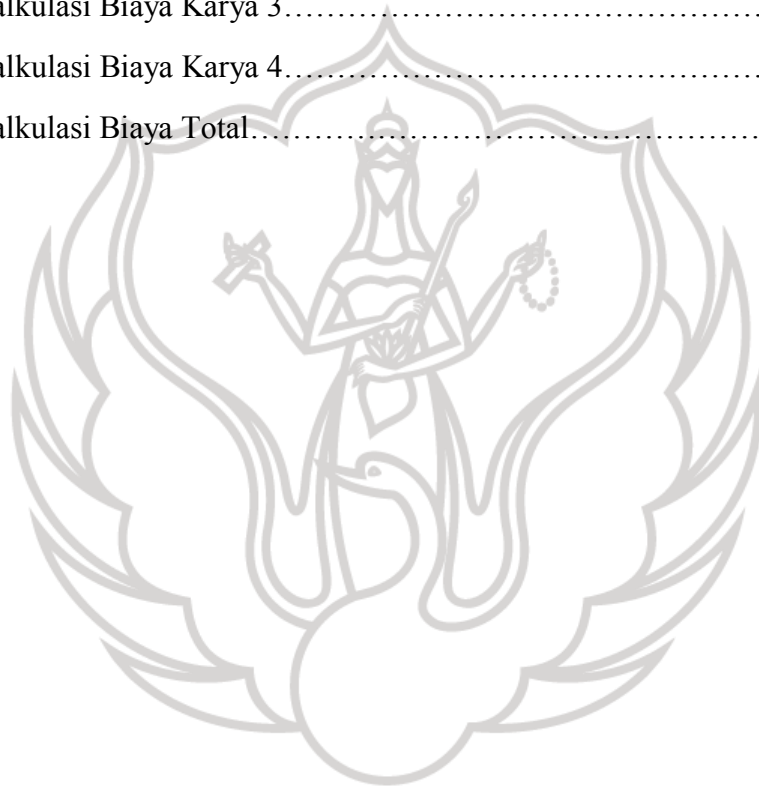 alkulasi Biaya Karya 3……………………………………………
alkulasi Biaya Karya 4……………………………………………
alkulasi Biaya Total………………………………………………